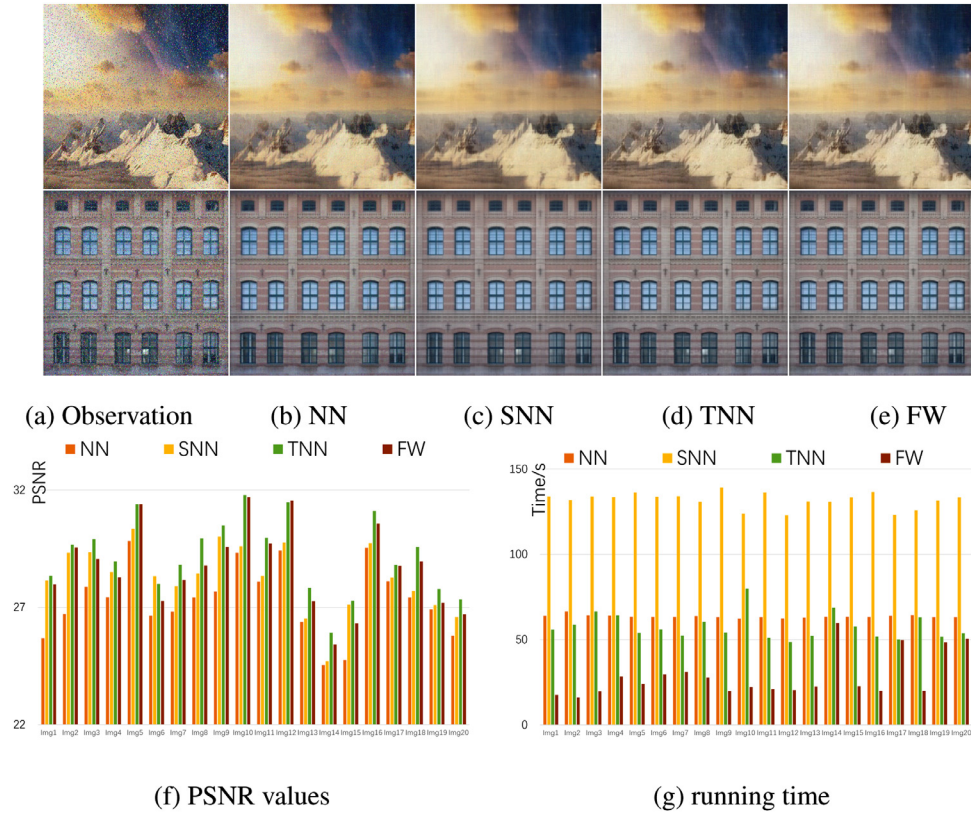 (a) Observation (b) NN (c) SNN (d) TNN (e) FW
NN SNN TNN FW
PSNR
32
27
22
Img1 Img2 Img3 Img4 Img5 Img6 Img7 Img8 Img9 Img10 Img11 Img12 Img13 Img14 Img15 Img16 Img17 Img18 Img19 Img20
(f) PSNR values
NN SNN TNN FW
Time/s
150
100
50
0
Img1 Img2 Img3 Img4 Img5 Img6 Img7 Img8 Img9 Img10 Img11 Img12 Img13 Img14 Img15 Img16 Img17 Img18 Img19 Img20
(g) running time